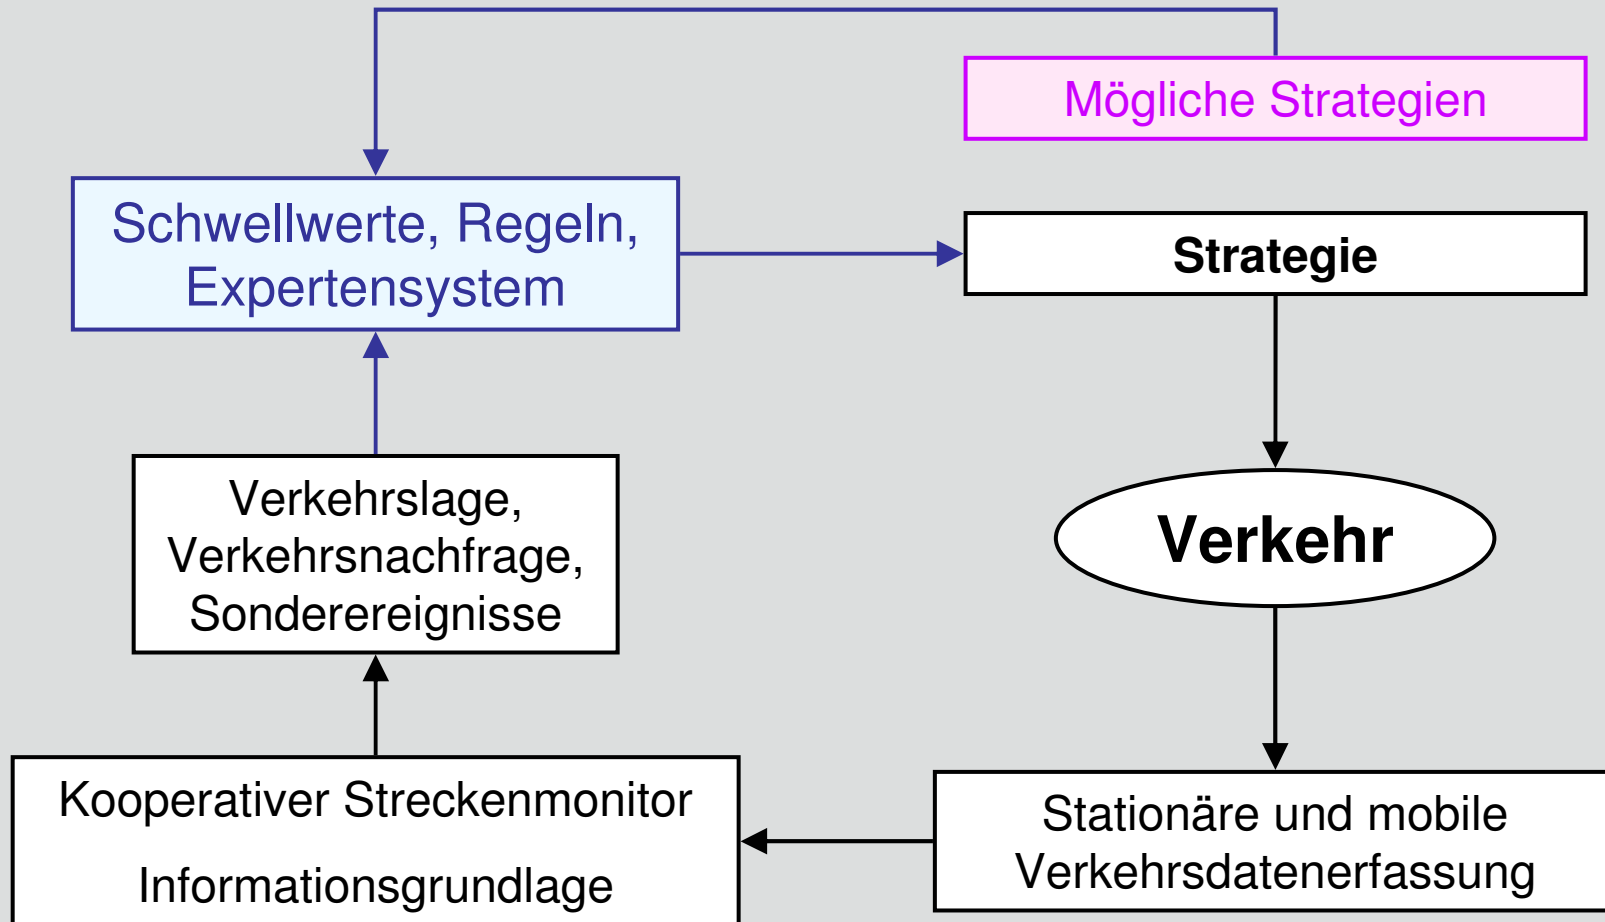 Mögliche Strategien
Schwellwerte, Regeln,
Expertensystem
Strategie
Verkehrslage,
Verkehrsnachfrage,
Sonderereignisse
Verkehr
Kooperativer Streckenmonitor
Informationsgrundlage
Stationäre und mobile
Verkehrsdatenerfassung